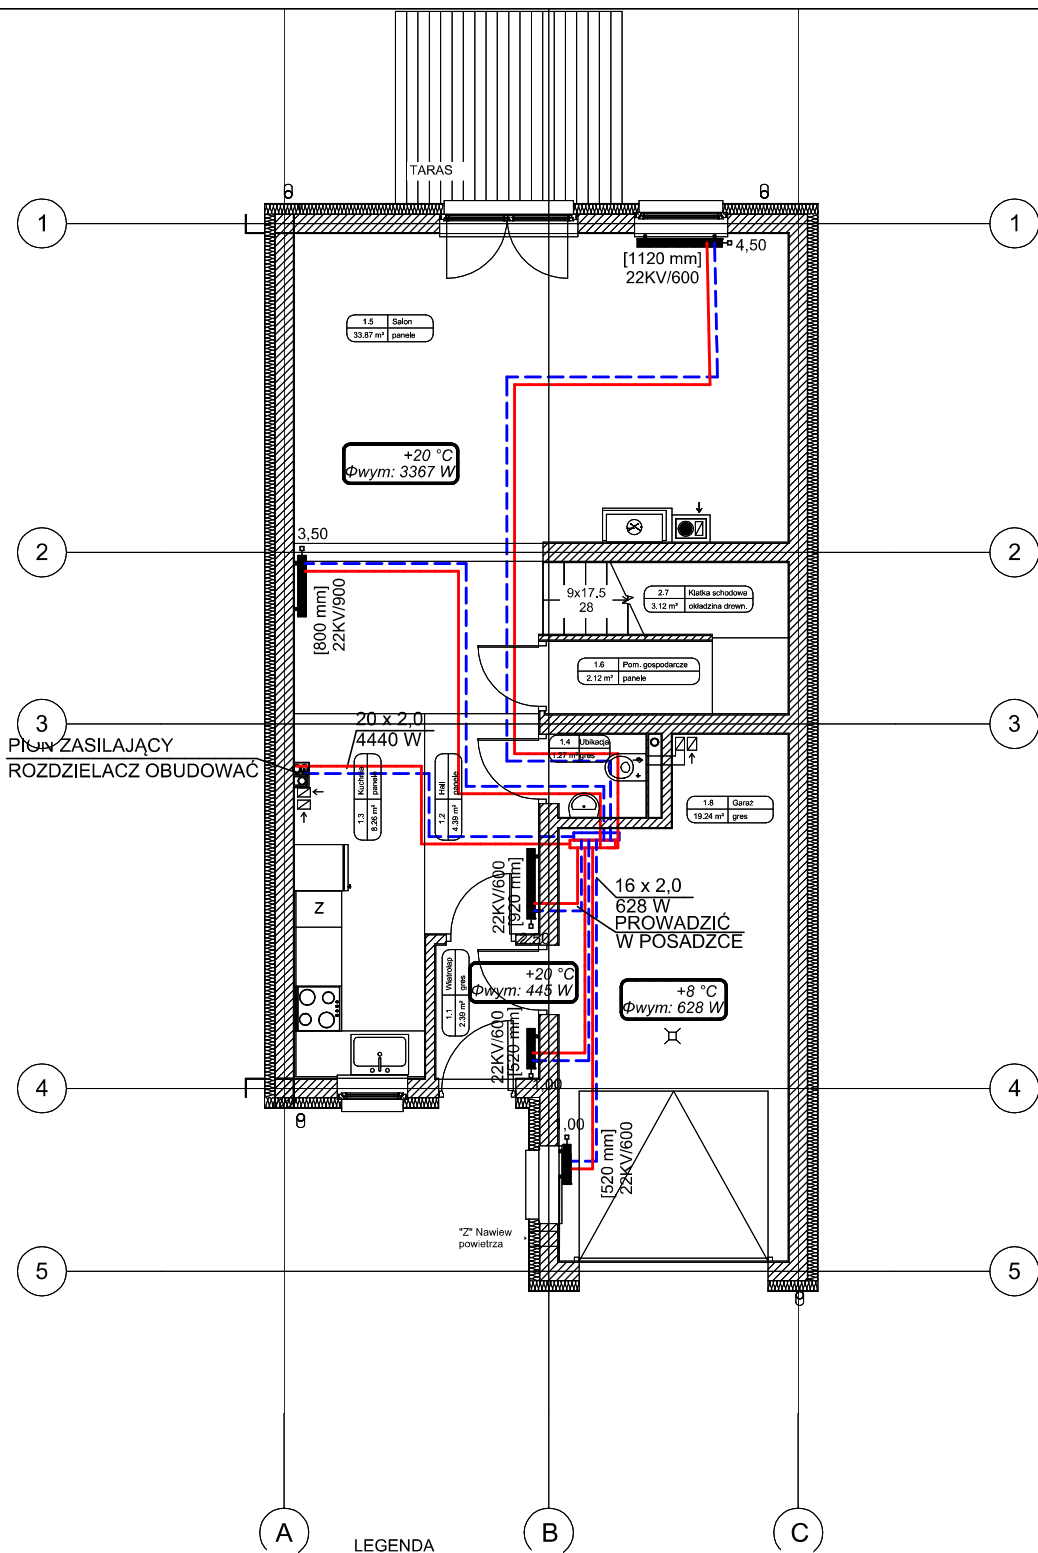 TARAS
1
1
4,50
[1120 mm]
22KV/600
1.5 Salon
33.87 m² panele
+20 °C
Φwym: 3367 W
3,50
2
2
[800 mm]
22KV/900
9x17.5
28
2.7 Klatka schodowa
3.12 m² okładzina drewn.
1.6 Pom. gospodarcze
2.12 m² panele
3
3
20 x 2,0
4440 W
PION ZASILAJĄCY
ROZDZIELACZ OBUDOWAĆ
1.4 Ubikacja
1.27 m² gres
1.3 Kuchnia
8.26 m² panele
1.2 Hall
4.39 m² panele
1.8 Garaż
19.24 m² gres
22KV/600
[920 mm]
16 x 2,0
628 W
PROWADZIĆ
W POSADZCE
Z
1.1 Wiatrołap
2.39 m² gres
+20 °C
Φwym: 445 W
+8 °C
Φwym: 628 W
22KV/600
[520 mm]
4
4
,00
[520 mm]
22KV/600
"Z" Nawiew
powietrza
5
5
A
B
C
LEGENDA